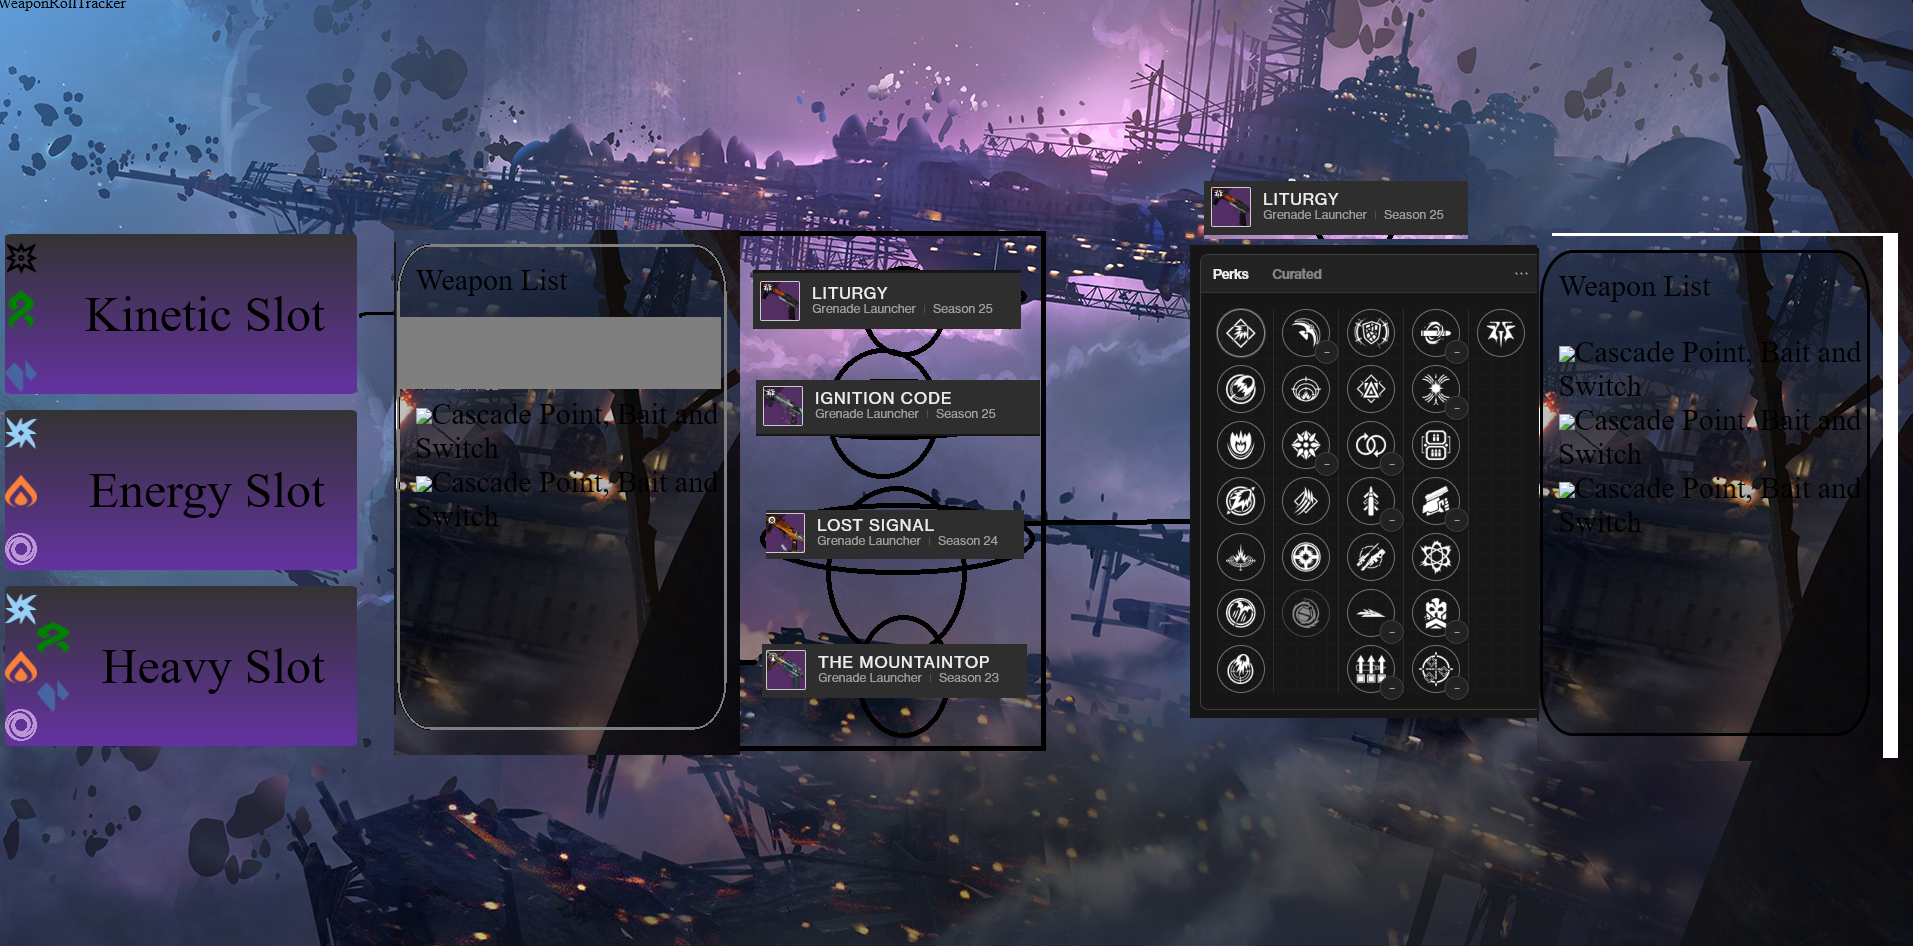 WeaponRollTracker
Kinetic Slot
Energy Slot
Heavy Slot
Weapon List
Cascade Point, Bait and
Switch
Cascade Point, Bait and
Switch
LITURGY
Grenade Launcher | Season 25
IGNITION CODE
Grenade Launcher | Season 25
LOST SIGNAL
Grenade Launcher | Season 24
THE MOUNTAINTOP
Grenade Launcher | Season 23
LITURGY
Grenade Launcher | Season 25
Perks Curated ...
Weapon List
Cascade Point, Bait and
Switch
Cascade Point, Bait and
Switch
Cascade Point, Bait and
Switch